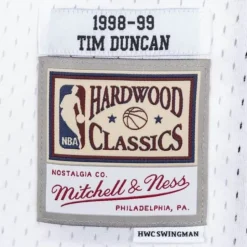 1998-99
TIM DUNCAN
HARDWOOD
NBA
CLASSICS
NOSTALGIA CO.
Mitchell & Ness
PHILADELPHIA, PA.
HWC SWINGMAN